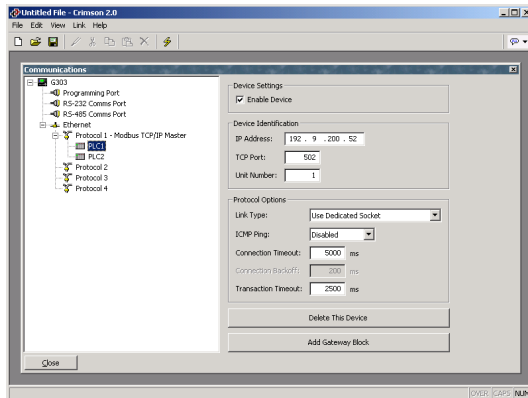 Untitled File - Crimson 2.0
File Edit View Link Help
Communications
G303
Programming Port
RS-232 Comms Port
RS-485 Comms Port
Ethernet
Protocol 1 - Modbus TCP/IP Master
PLC1
PLC2
Protocol 2
Protocol 3
Protocol 4
Device Settings
Enable Device
Device Identification
IP Address: 192 . 9 . 200 . 52
TCP Port: 502
Unit Number: 1
Protocol Options
Link Type: Use Dedicated Socket
ICMP Ping: Disabled
Connection Timeout: 5000 ms
Connection Backoff: 200 ms
Transaction Timeout: 2500 ms
Delete This Device
Add Gateway Block
Close
OVER CAPS NUM